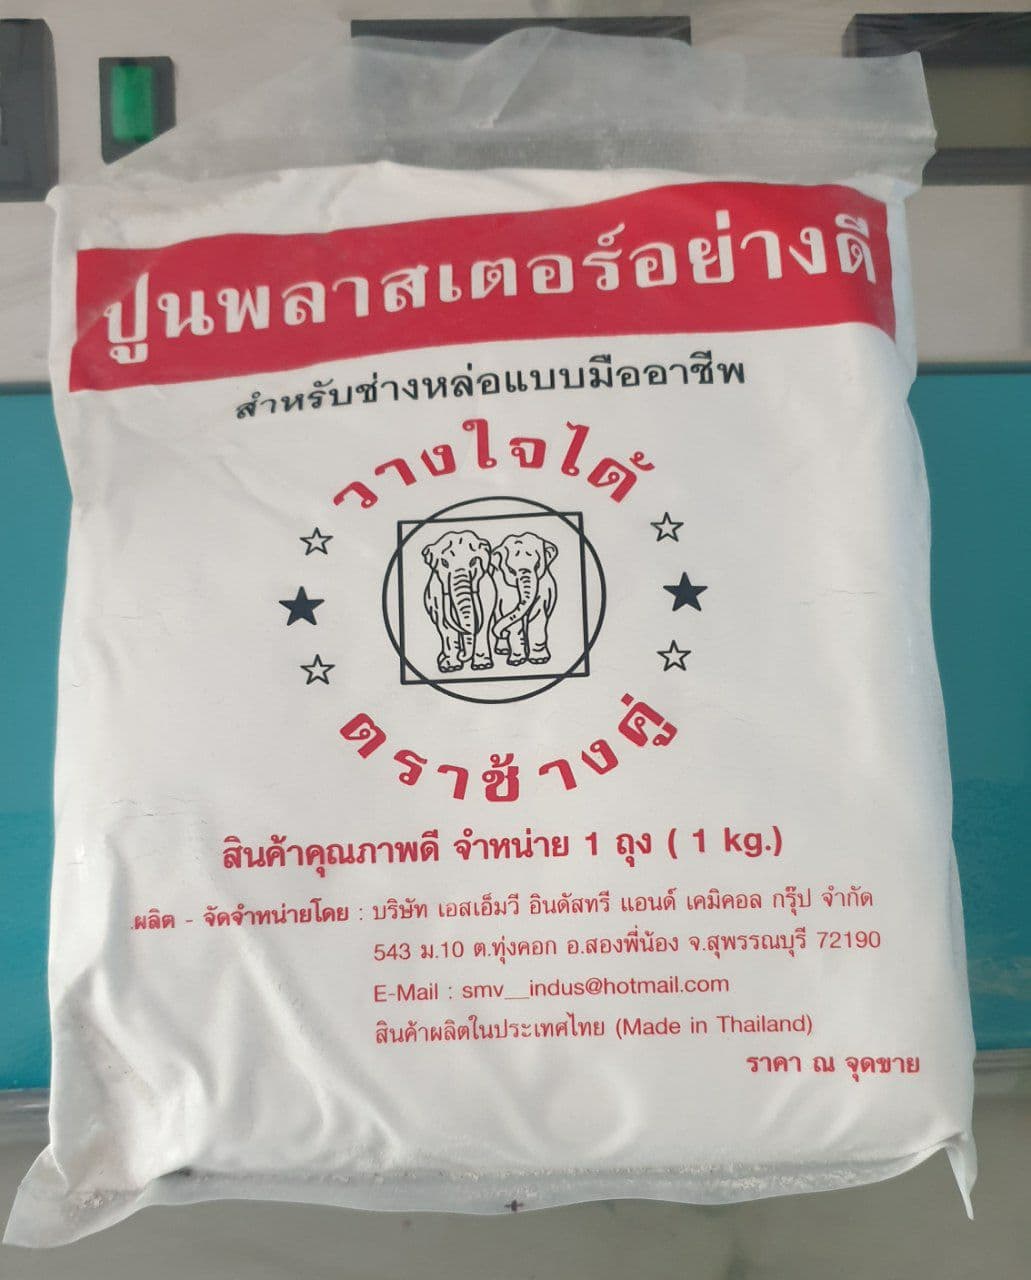 ปูนพลาสเตอร์อย่างดี
สำหรับช่างหล่อแบบมืออาชีพ
วางใจได้
ตราช้างคู่
สินค้าคุณภาพดี จำหน่าย 1 ถุง ( 1 kg.)
ผลิต - จัดจำหน่ายโดย : บริษัท เอสเอ็มวี อินดัสทรี แอนด์ เคมิคอล กรุ๊ป จำกัด
543 ม.10 ต.ทุ่งคอก อ.สองพี่น้อง จ.สุพรรณบุรี 72190
E-Mail : smv__indus@hotmail.com
สินค้าผลิตในประเทศไทย (Made in Thailand)
ราคา ณ จุดขาย